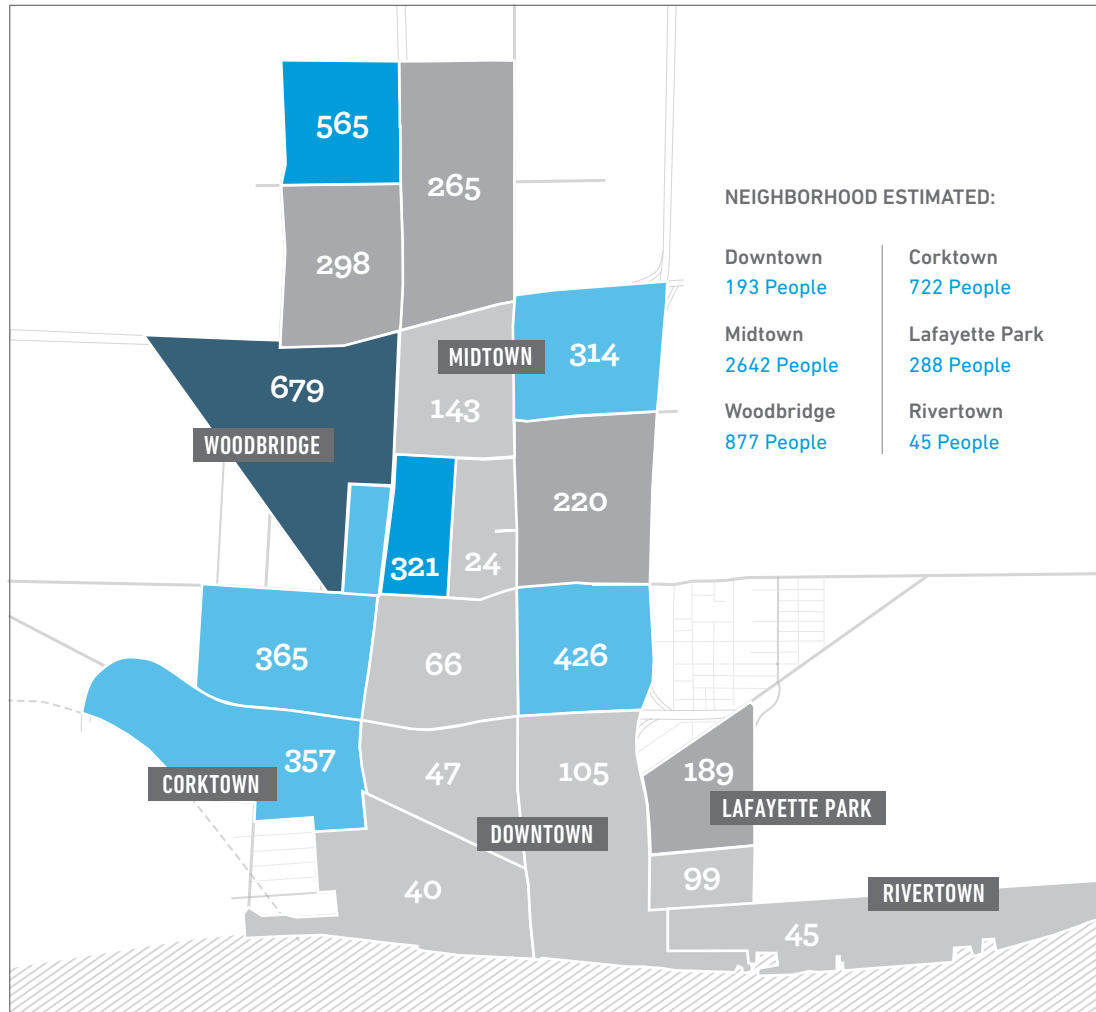 565
265
298
NEIGHBORHOOD ESTIMATED:
Downtown
193 People
Corktown
722 People
Midtown
2642 People
Lafayette Park
288 People
Woodbridge
877 People
Rivertown
45 People
MIDTOWN
314
679
143
WOODBRIDGE
220
321
24
365
66
426
357
47
105
189
CORKTOWN
LAFAYETTE PARK
DOWNTOWN
40
99
RIVERTOWN
45